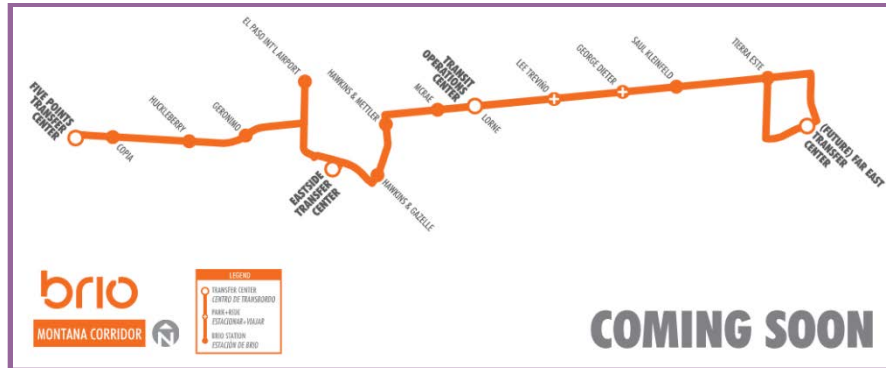 FIVE POINTS
TRANSFER
CENTER
COPIA
HUCKLEBERRY
GERONIMO
EL PASO INT'L AIRPORT
EASTSIDE
TRANSFER
CENTER
HAWKINS & METTLER
HAWKINS & GAZELLE
MCRAE
TRANSIT
OPERATIONS
CENTER
LORNE
LEE TREVIÑO
GEORGE DIETER
SAUL KLEINFELD
TIERRA ESTE
(FUTURE) FAR EAST
TRANSFER
CENTER
brio
MONTANA CORRIDOR
N
LEGEND
TRANSFER CENTER
CENTRO DE TRANSBORDO
PARK+RIDE
ESTACIONAR+VIAJAR
BRIO STATION
ESTACIÓN DE BRIO
COMING SOON